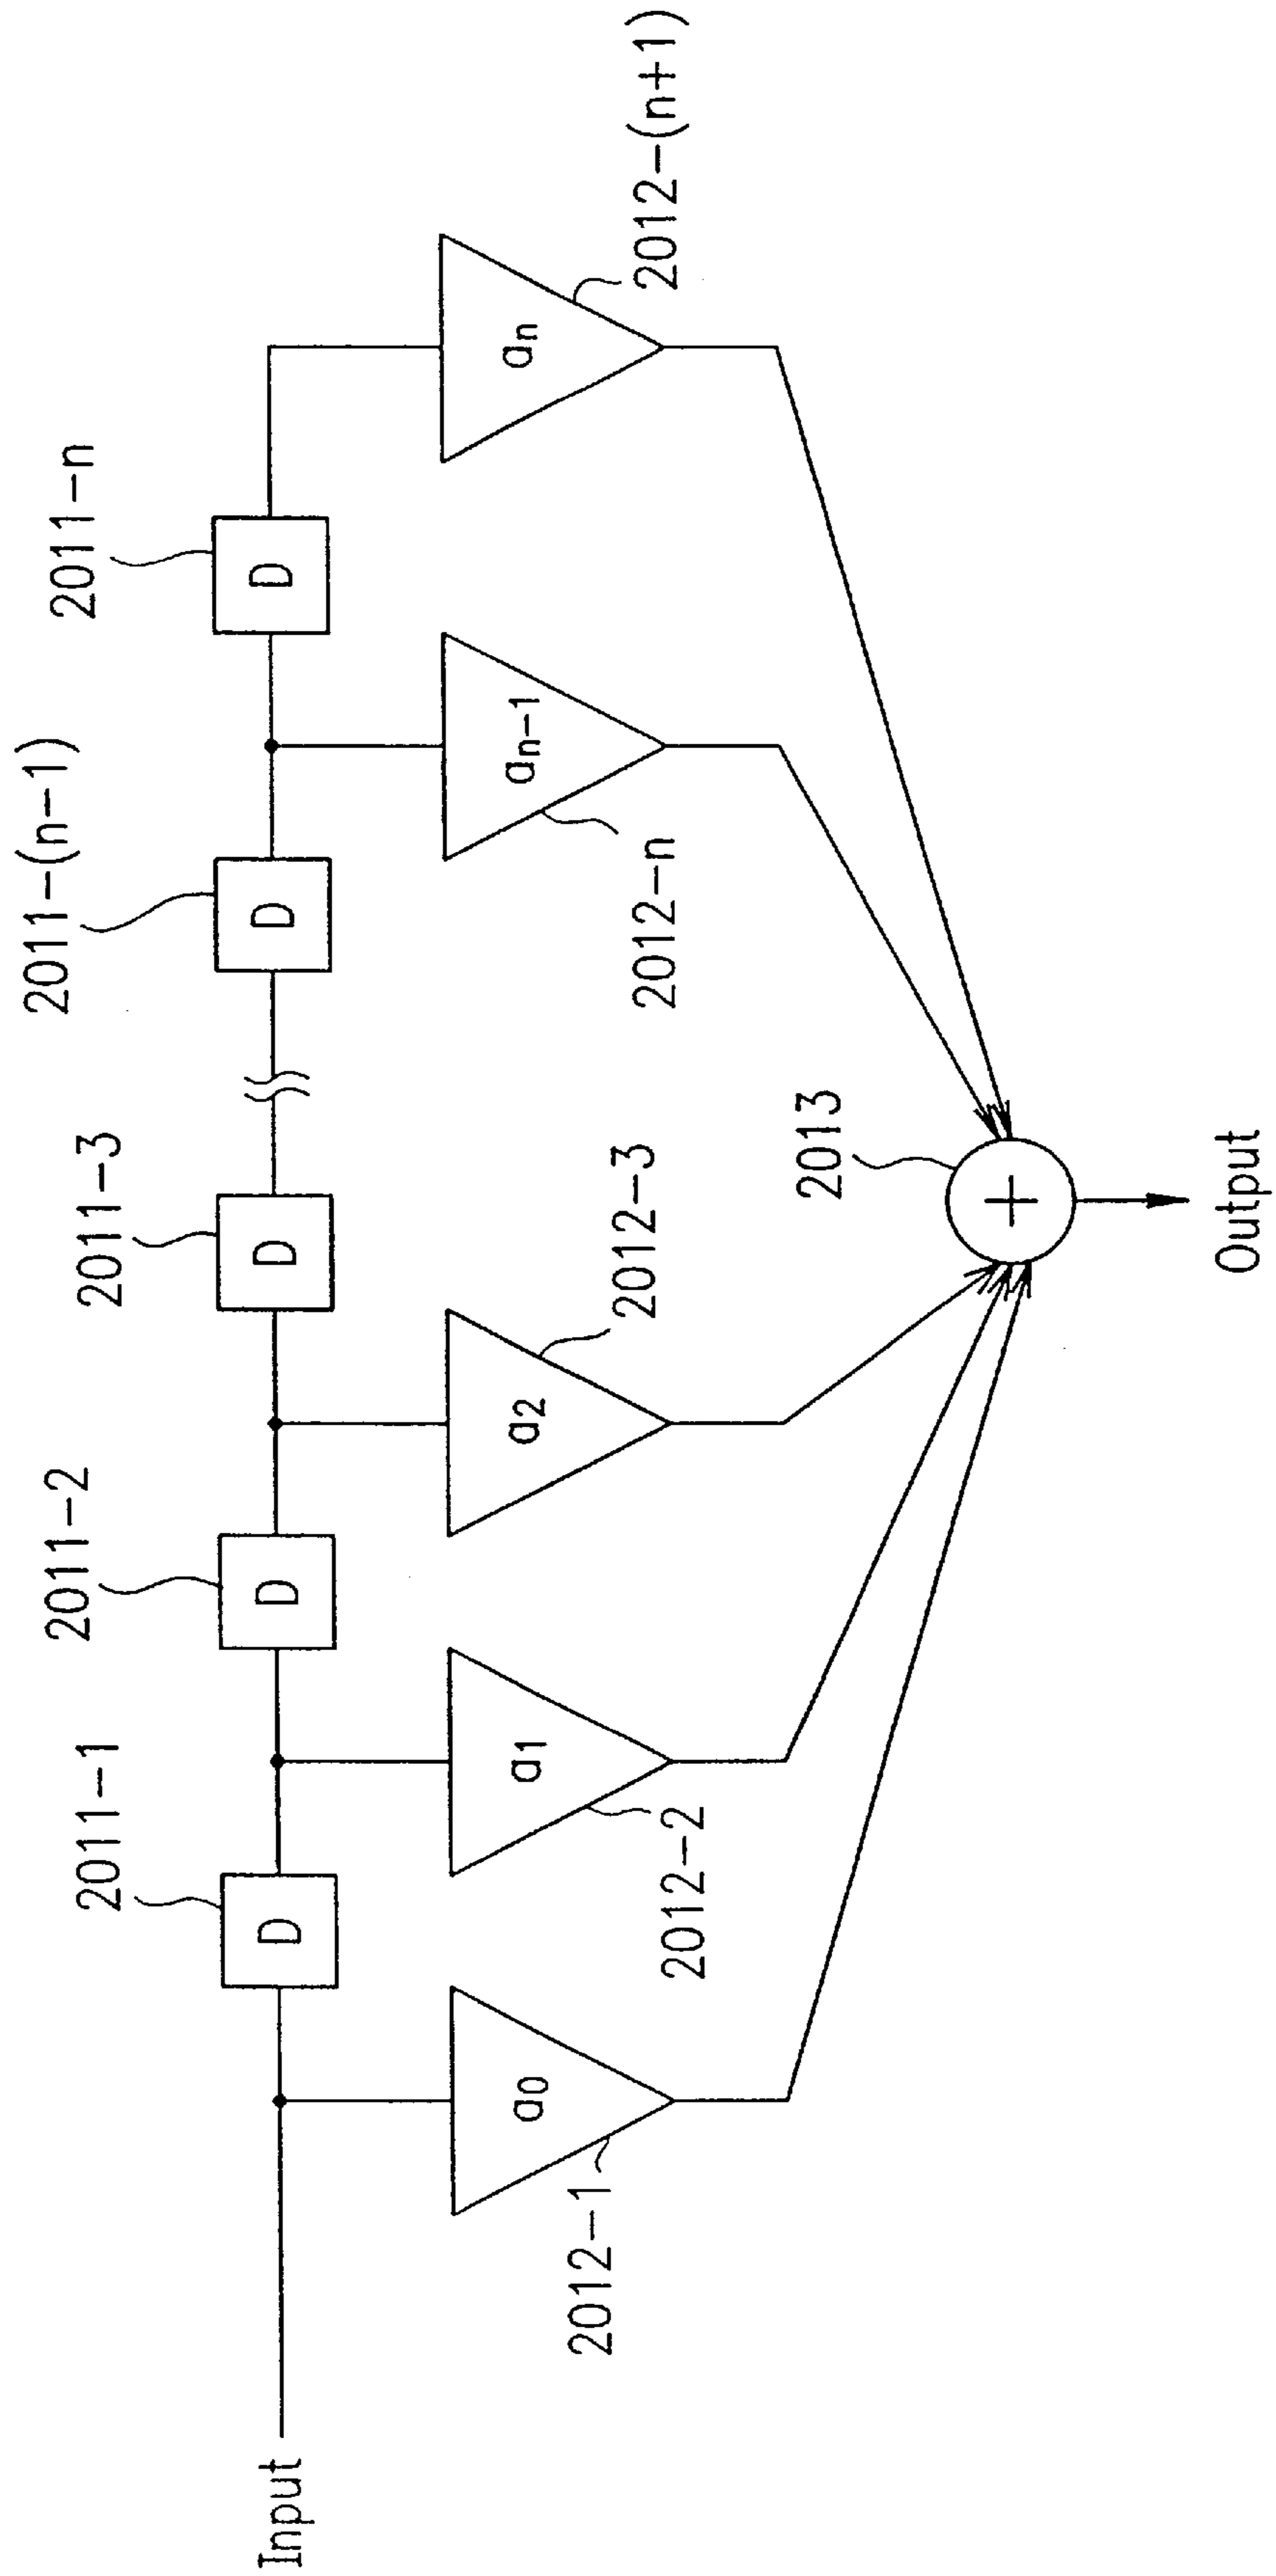 2011-1
2011-2
2011-3
2011-(n-1)
2011-n
Input
D
D
D
D
D
a0
a1
a2
an-1
an
2012-1
2012-2
2012-3
2012-n
2012-(n+1)
2013
+
Output